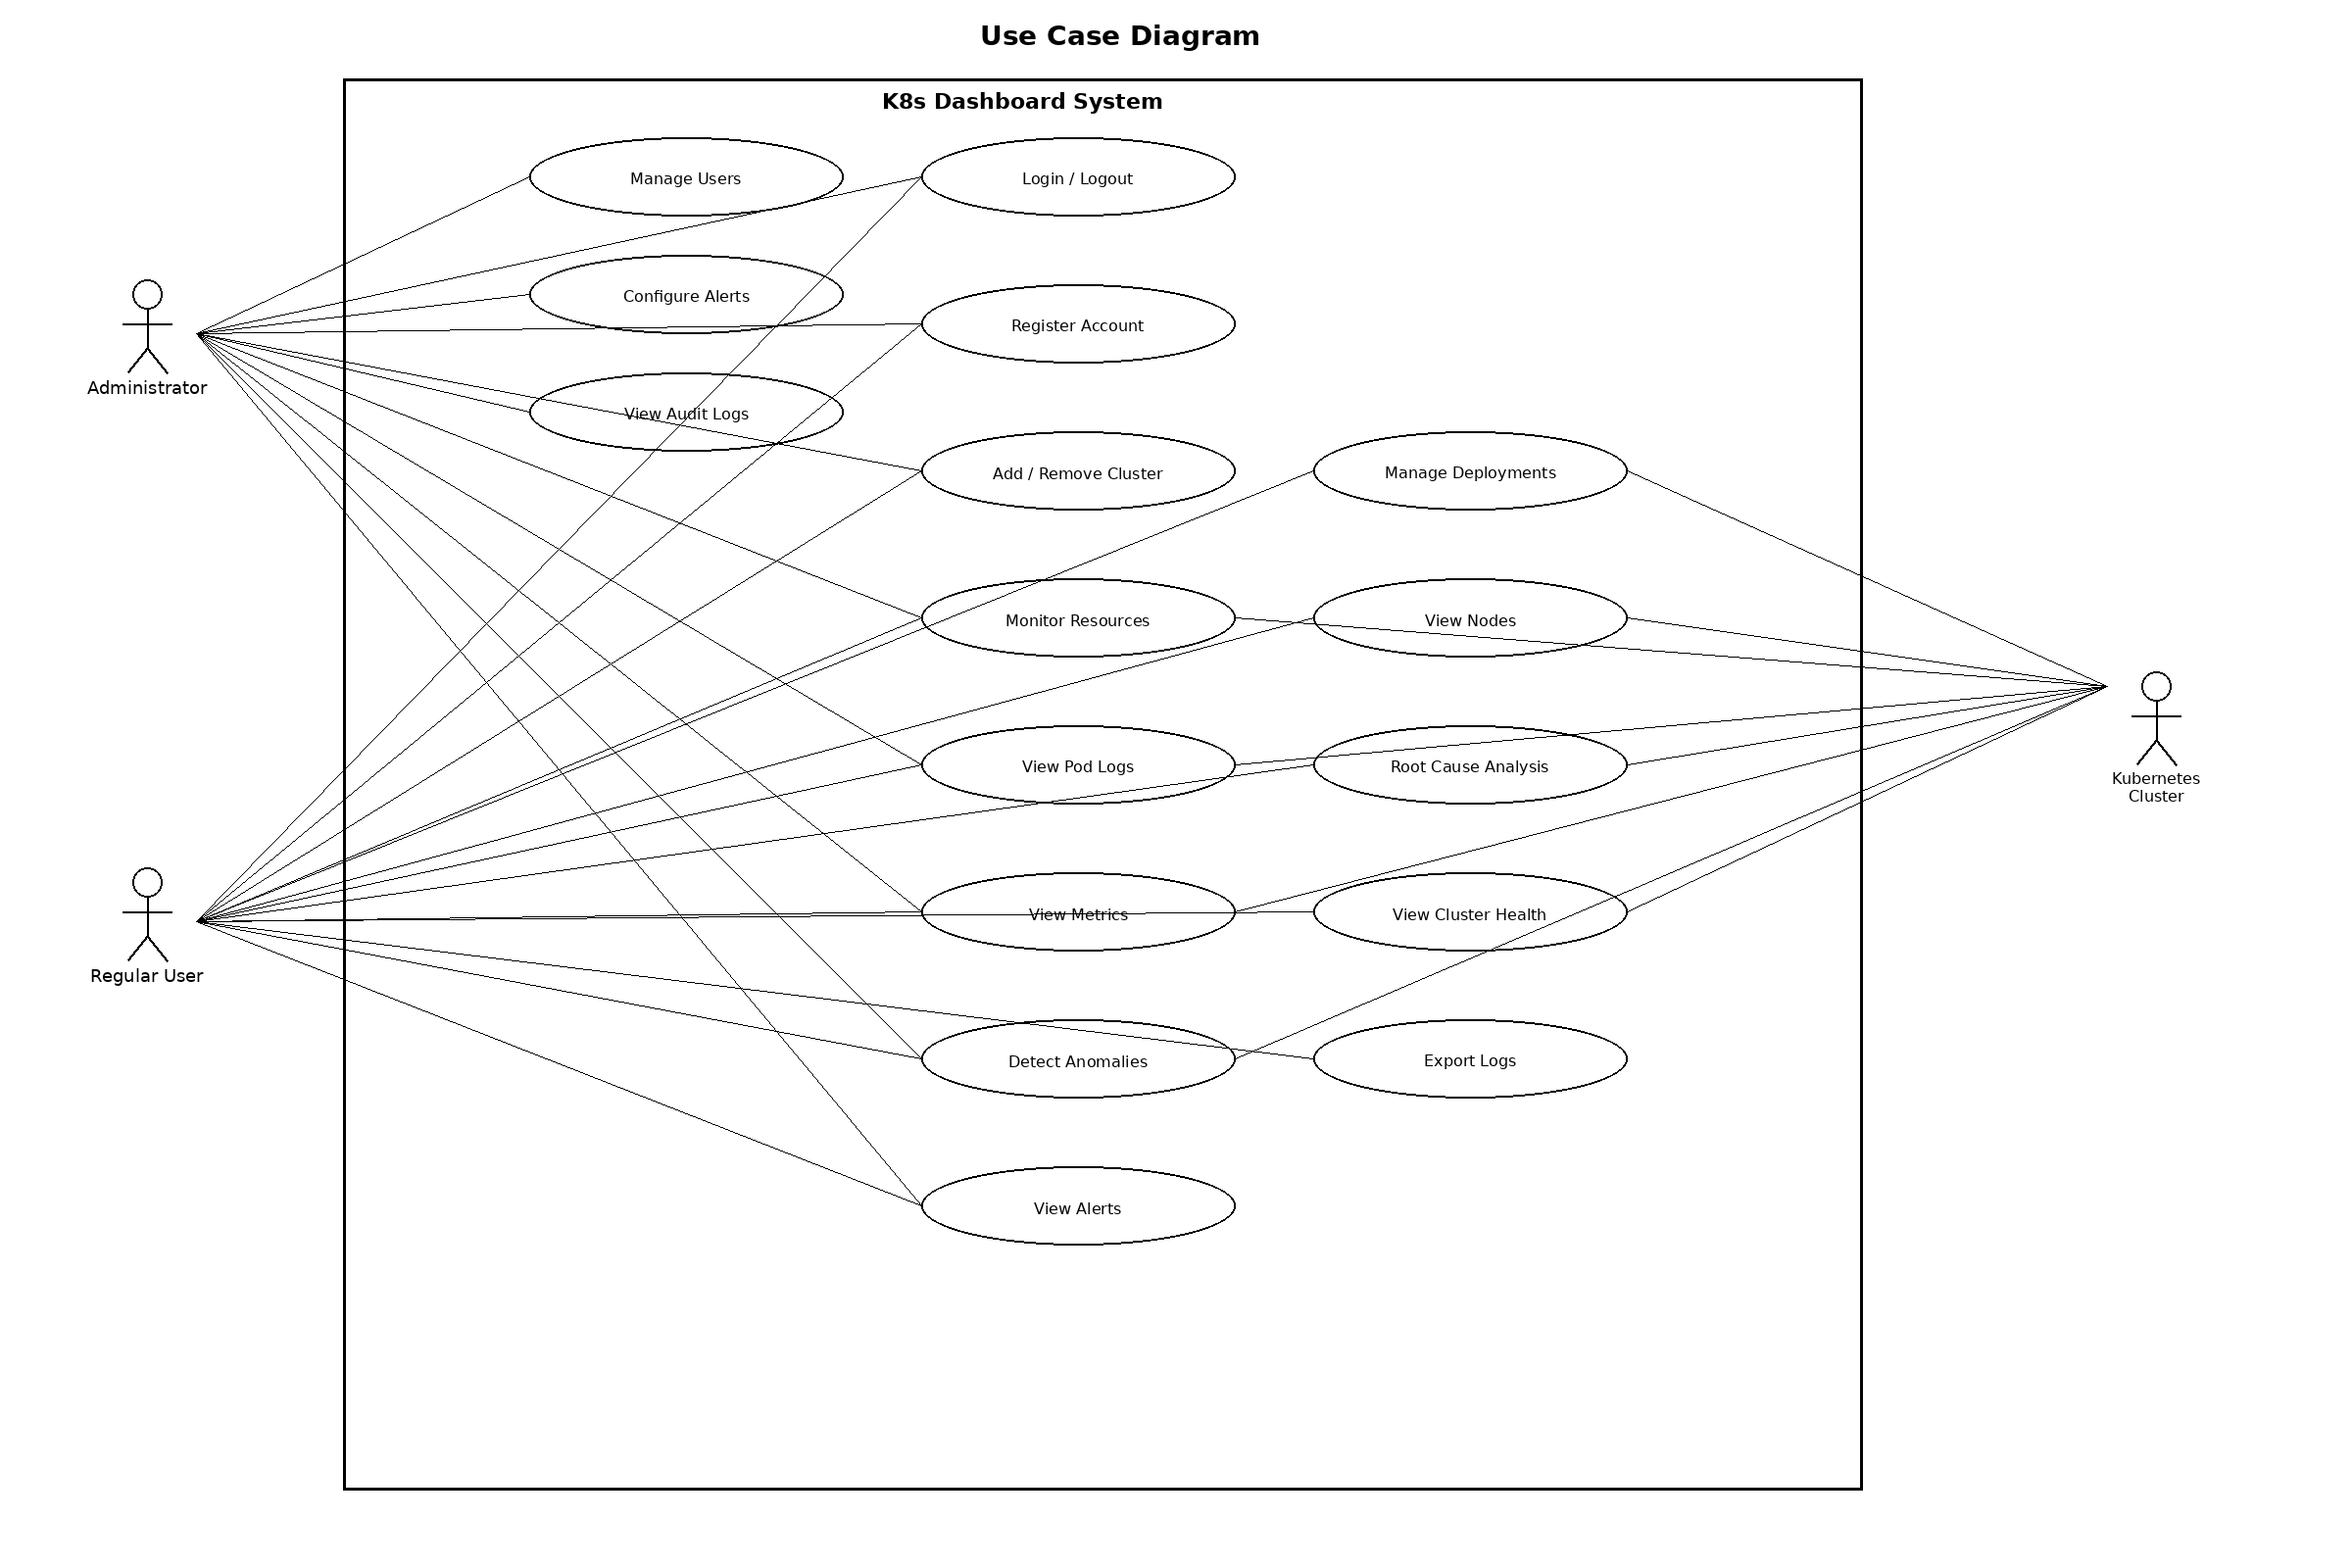 Use Case Diagram
K8s Dashboard System
Manage Users
Login / Logout
Configure Alerts
Register Account
Administrator
View Audit Logs
Add / Remove Cluster
Manage Deployments
Monitor Resources
View Nodes
View Pod Logs
Root Cause Analysis
Kubernetes
Cluster
View Metrics
View Cluster Health
Regular User
Detect Anomalies
Export Logs
View Alerts